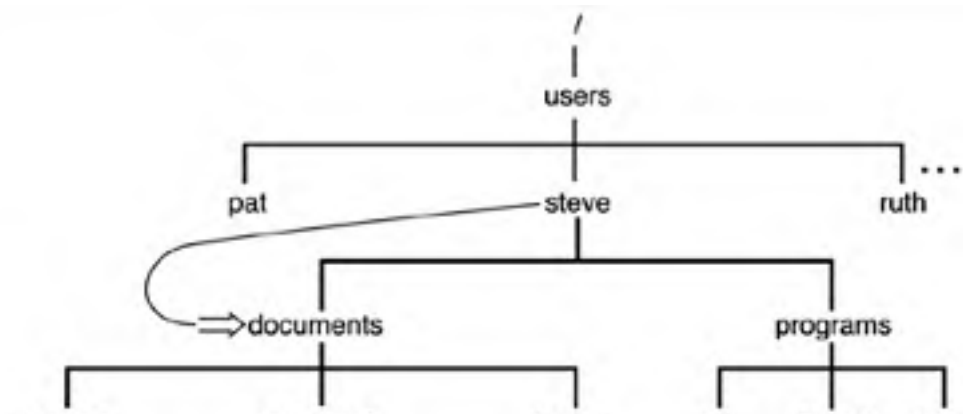 /
users
pat steve ruth ...
documents programs